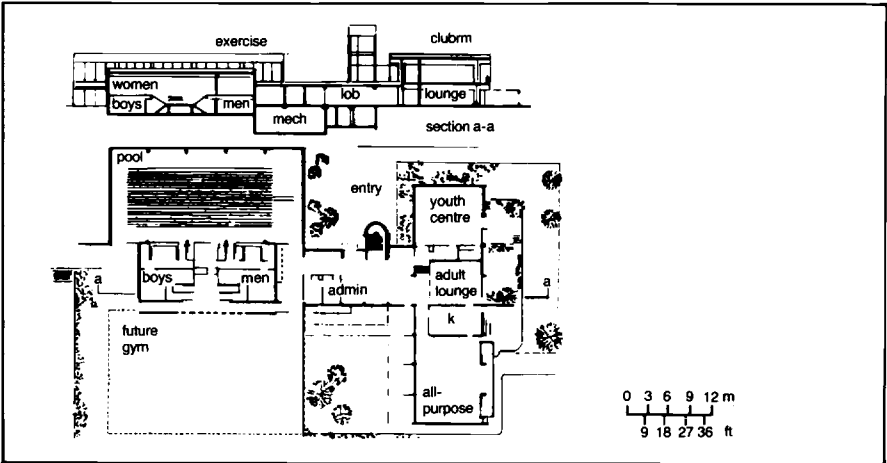 exercise
clubrm
women
boys
men
lob
lounge
mech
section a-a
pool
entry
youth
centre
a
boys
men
admin
adult
lounge
a
k
future
gym
all-
purpose
0 3 6 9 12 m
9 18 27 36 ft